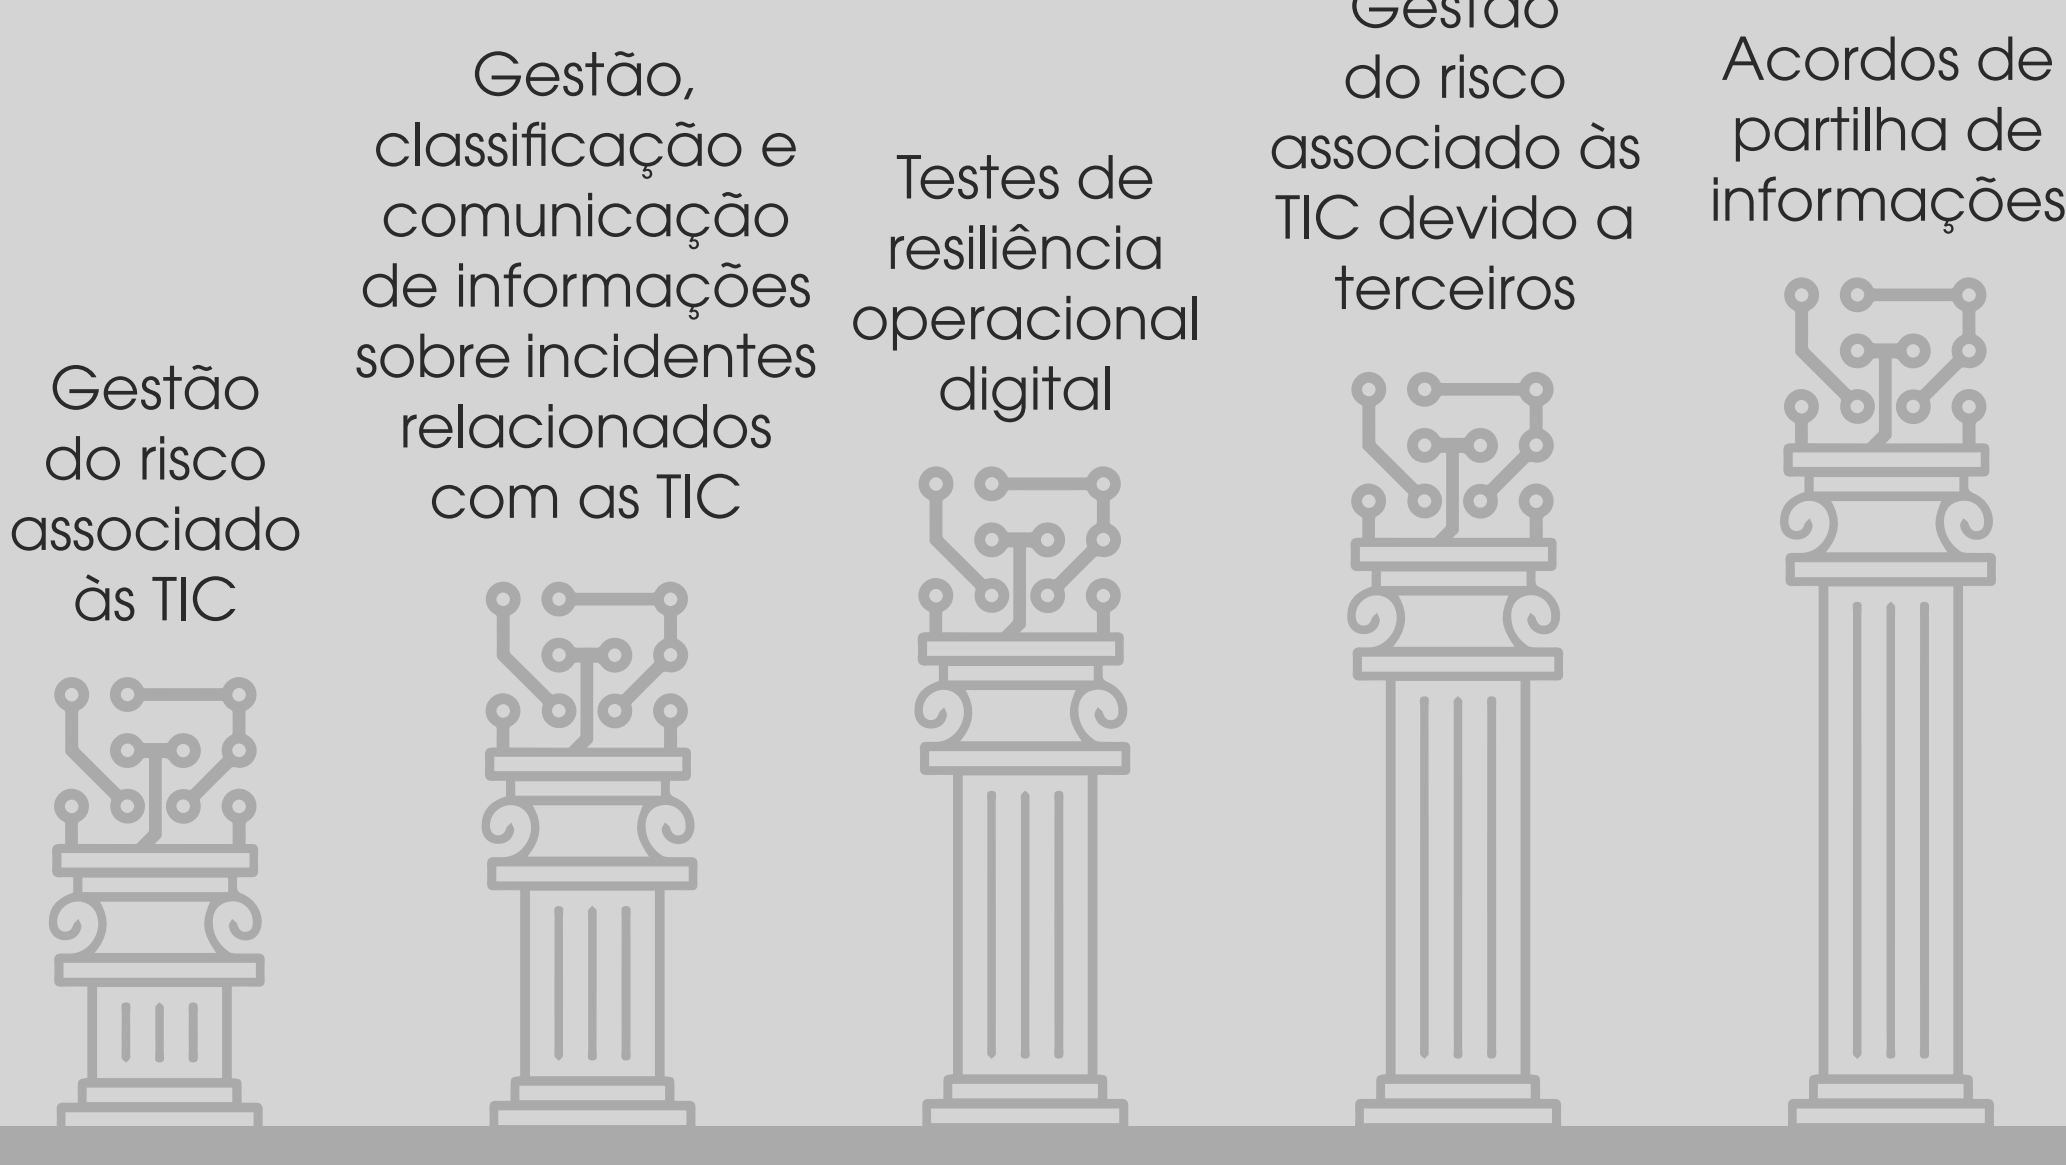 Gestão
do risco
associado
às TIC
Gestão,
classificação e
comunicação
de informações
sobre incidentes
relacionados
com as TIC
Testes de
resiliência
operacional
digital
Gestão
do risco
associado às
TIC devido a
terceiros
Acordos de
partilha de
informações